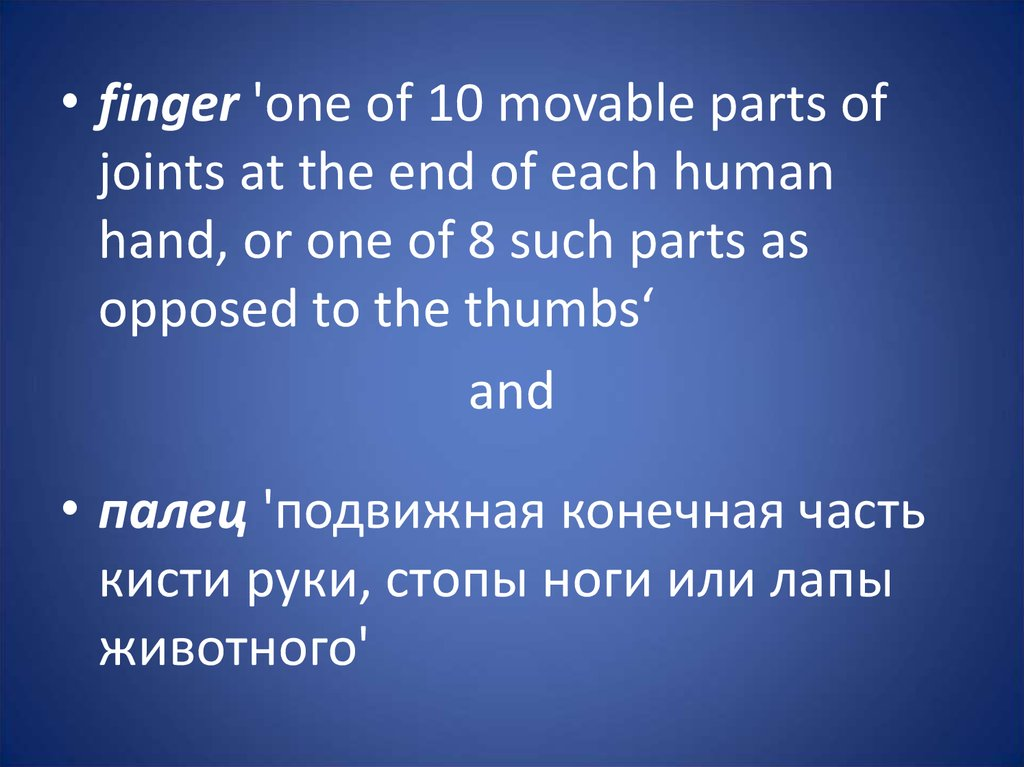 • finger 'one of 10 movable parts of
joints at the end of each human
hand, or one of 8 such parts as
opposed to the thumbs‘
and
• палец 'подвижная конечная часть
кисти руки, стопы ноги или лапы
животного'